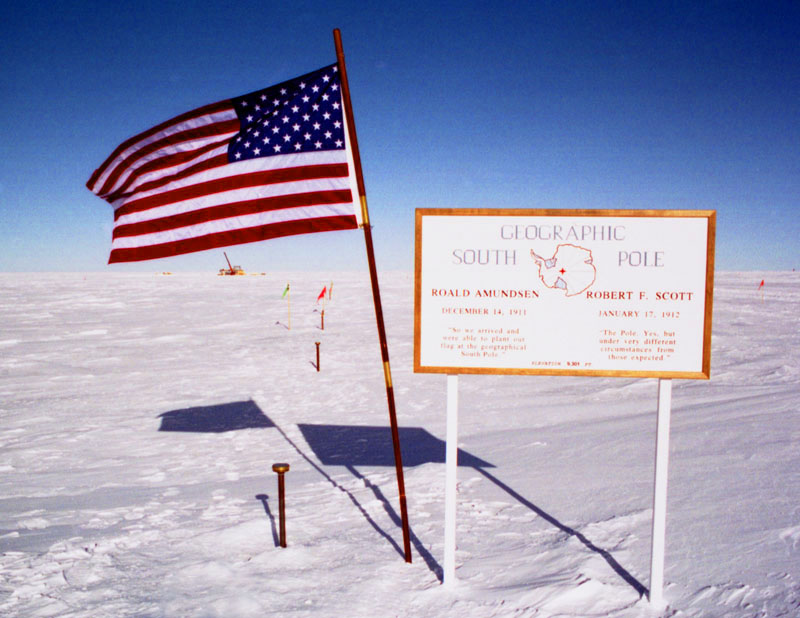 GEOGRAPHIC
SOUTH POLE
ROALD AMUNDSEN
DECEMBER 14, 1911
"So we arrived and
were able to plant our
flag at the geographical
South Pole."
ROBERT F. SCOTT
JANUARY 17, 1912
"The Pole. Yes, but
under very different
circumstances from
those expected."
ELEVATION 9,301 FT.